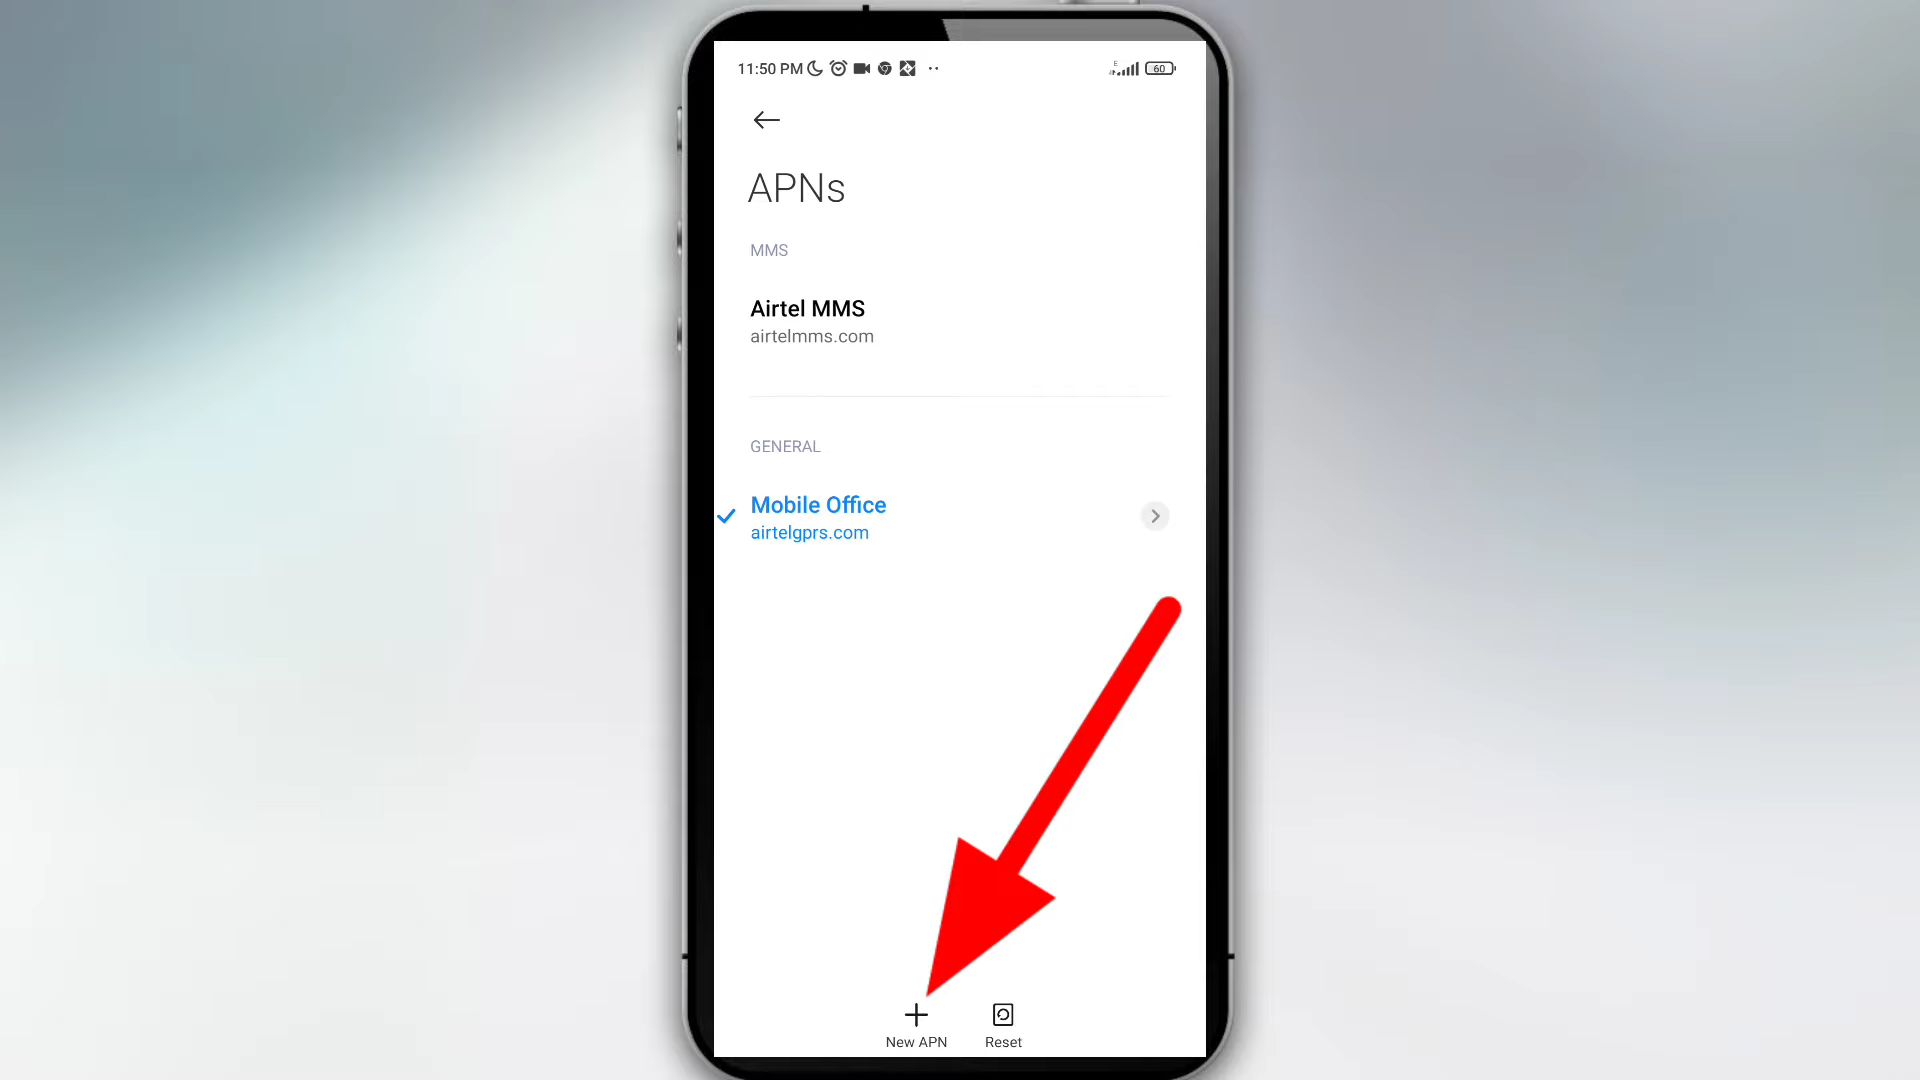 11:50 PM
E
60
APNs
MMS
Airtel MMS
airtelmms.com
GENERAL
Mobile Office
airtelgprs.com
New APN
Reset